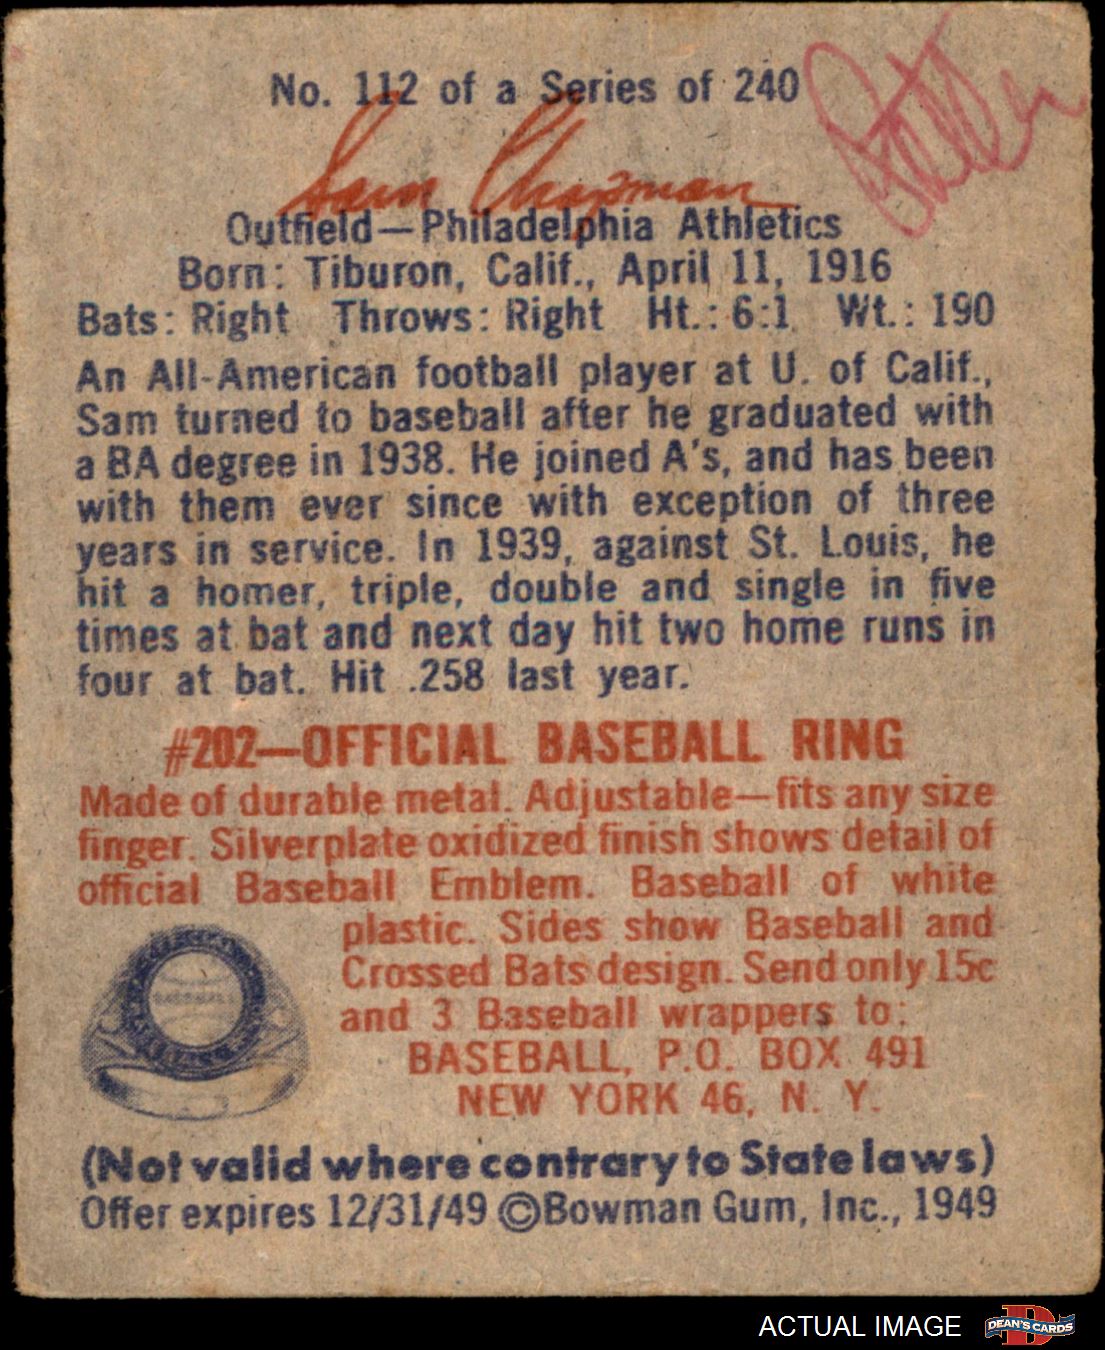 No. 112 of a Series of 240
Sam Chapman
Outfield—Philadelphia Athletics
Born: Tiburon, Calif., April 11, 1916
Bats: Right Throws: Right Ht.: 6:1 Wt.: 190
An All-American football player at U. of Calif.,
Sam turned to baseball after he graduated with
a BA degree in 1938. He joined A's, and has been
with them ever since with exception of three
years in service. In 1939, against St. Louis, he
hit a homer, triple, double and single in five
times at bat and next day hit two home runs in
four at bat. Hit .258 last year.
#202—OFFICIAL BASEBALL RING
Made of durable metal. Adjustable—fits any size
finger. Silverplate oxidized finish shows detail of
official Baseball Emblem. Baseball of white
plastic. Sides show Baseball and
Crossed Bats design. Send only 15c
and 3 Baseball wrappers to:
BASEBALL, P.O. BOX 491
NEW YORK 46, N. Y.
(Not valid where contrary to State laws)
Offer expires 12/31/49 ©Bowman Gum, Inc., 1949
ACTUAL IMAGE
DEAN'S CARDS